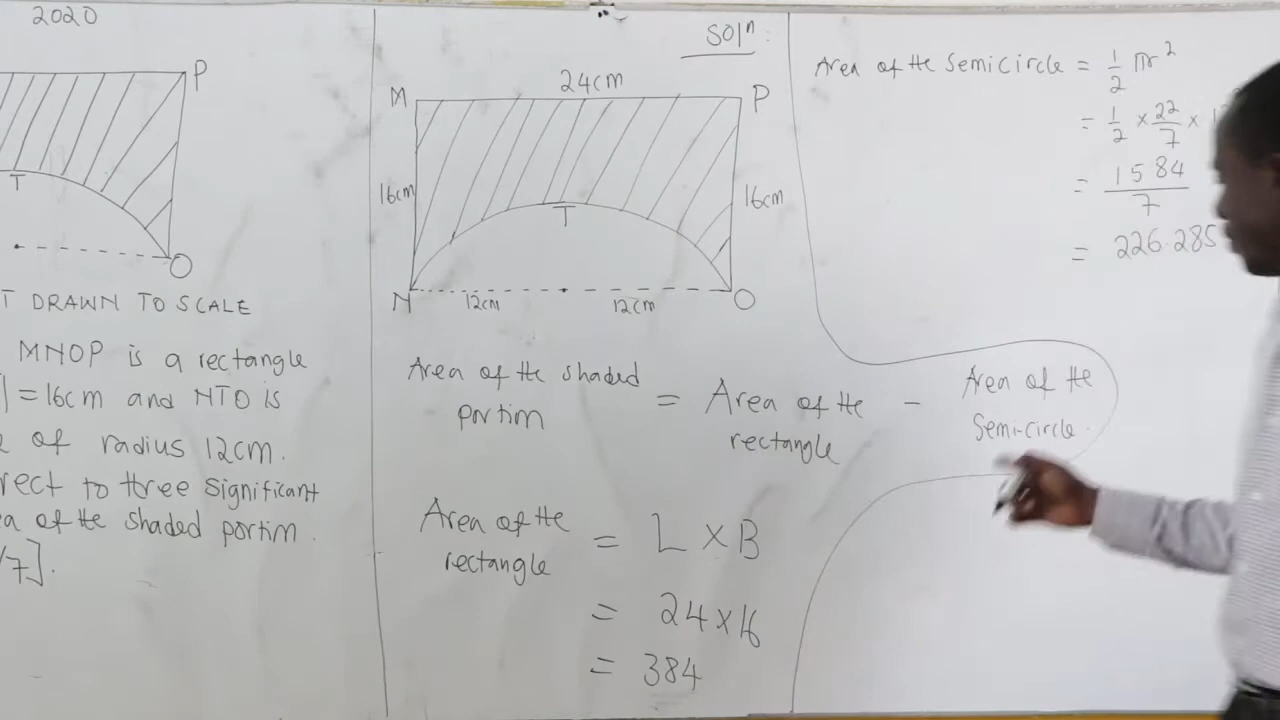 2020
P
T
O
T DRAWN TO SCALE
MNOP is a rectangle
| = 16cm and NTO is
of radius 12cm.
rect to three significant
a of the shaded portion.
/7].
Soln:
24cm
M P
16cm 16cm
T
N 12cm 12cm O
Area of the shaded portion = Area of the rectangle - Area of the Semi-circle.
Area of the rectangle = L X B
= 24 x 16
= 384
Area of the Semicircle = 1/2 πr²
= 1/2 x 22/7 x
= 1584/7
= 226.285